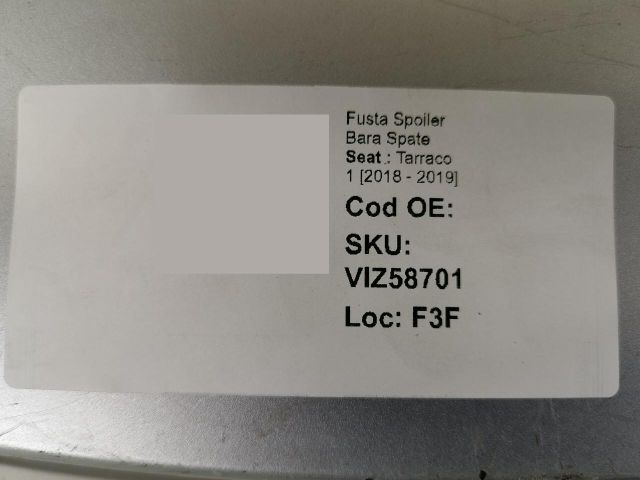 Fusta Spoiler
Bara Spate
Seat.: Tarraco
1 [2018 - 2019]
Cod OE:
SKU:
VIZ58701
Loc: F3F